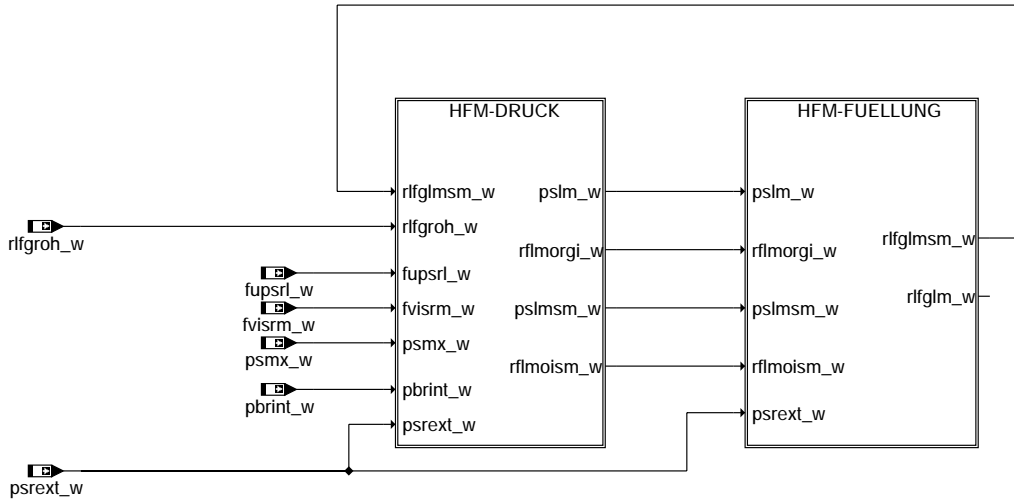 HFM-DRUCK
rlfglmsm_w
rlfgroh_w
fupsrl_w
fvisrm_w
psmx_w
pbrint_w
psrext_w
pslm_w
rflmorgi_w
pslmsm_w
rflmoism_w
HFM-FUELLUNG
pslm_w
rflmorgi_w
pslmsm_w
rflmoism_w
psrext_w
rlfglmsm_w
rlfglm_w
rlfgroh_w
fupsrl_w
fvisrm_w
psmx_w
pbrint_w
psrext_w